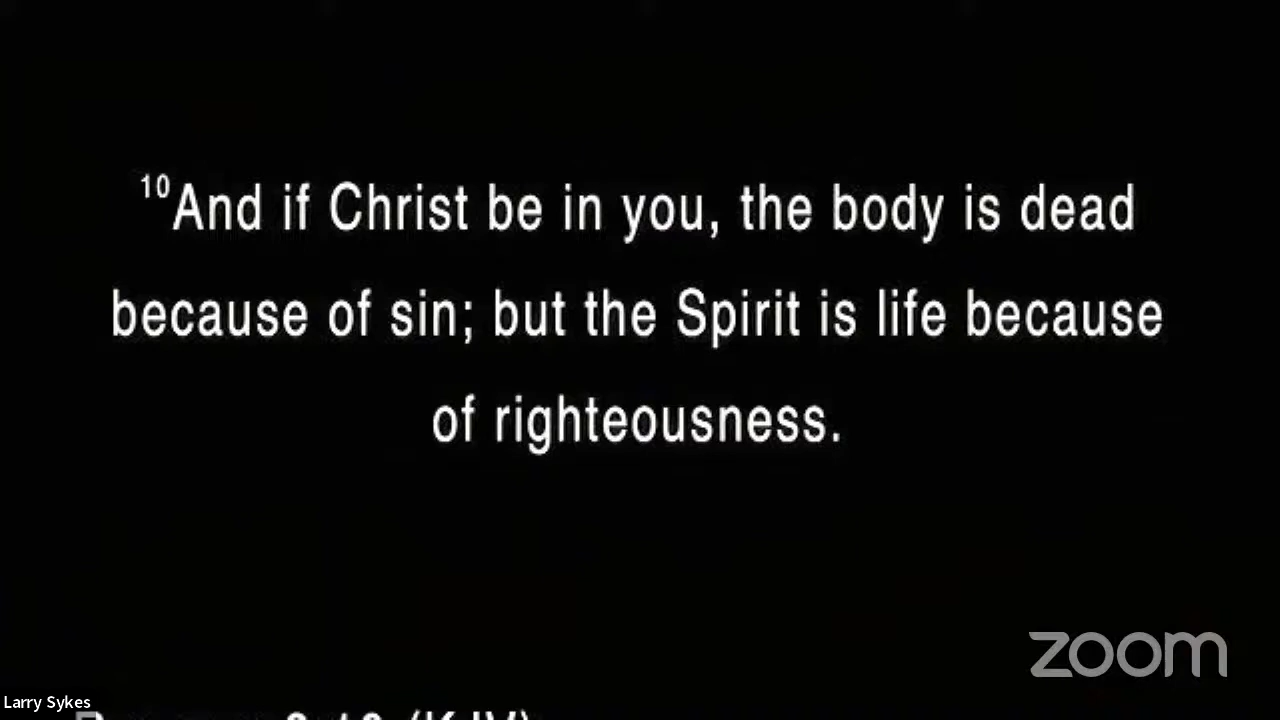 ¹⁰And if Christ be in you, the body is dead
because of sin; but the Spirit is life because
of righteousness.
zoom
Larry Sykes